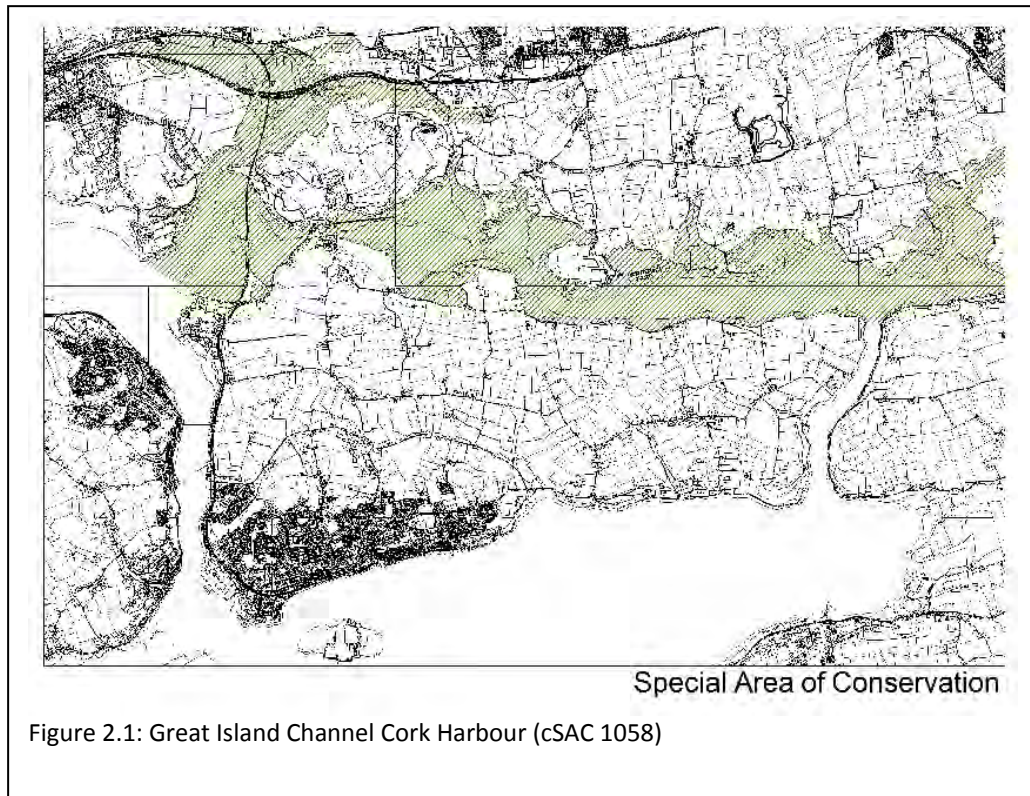 Special Area of Conservation
Figure 2.1: Great Island Channel Cork Harbour (cSAC 1058)